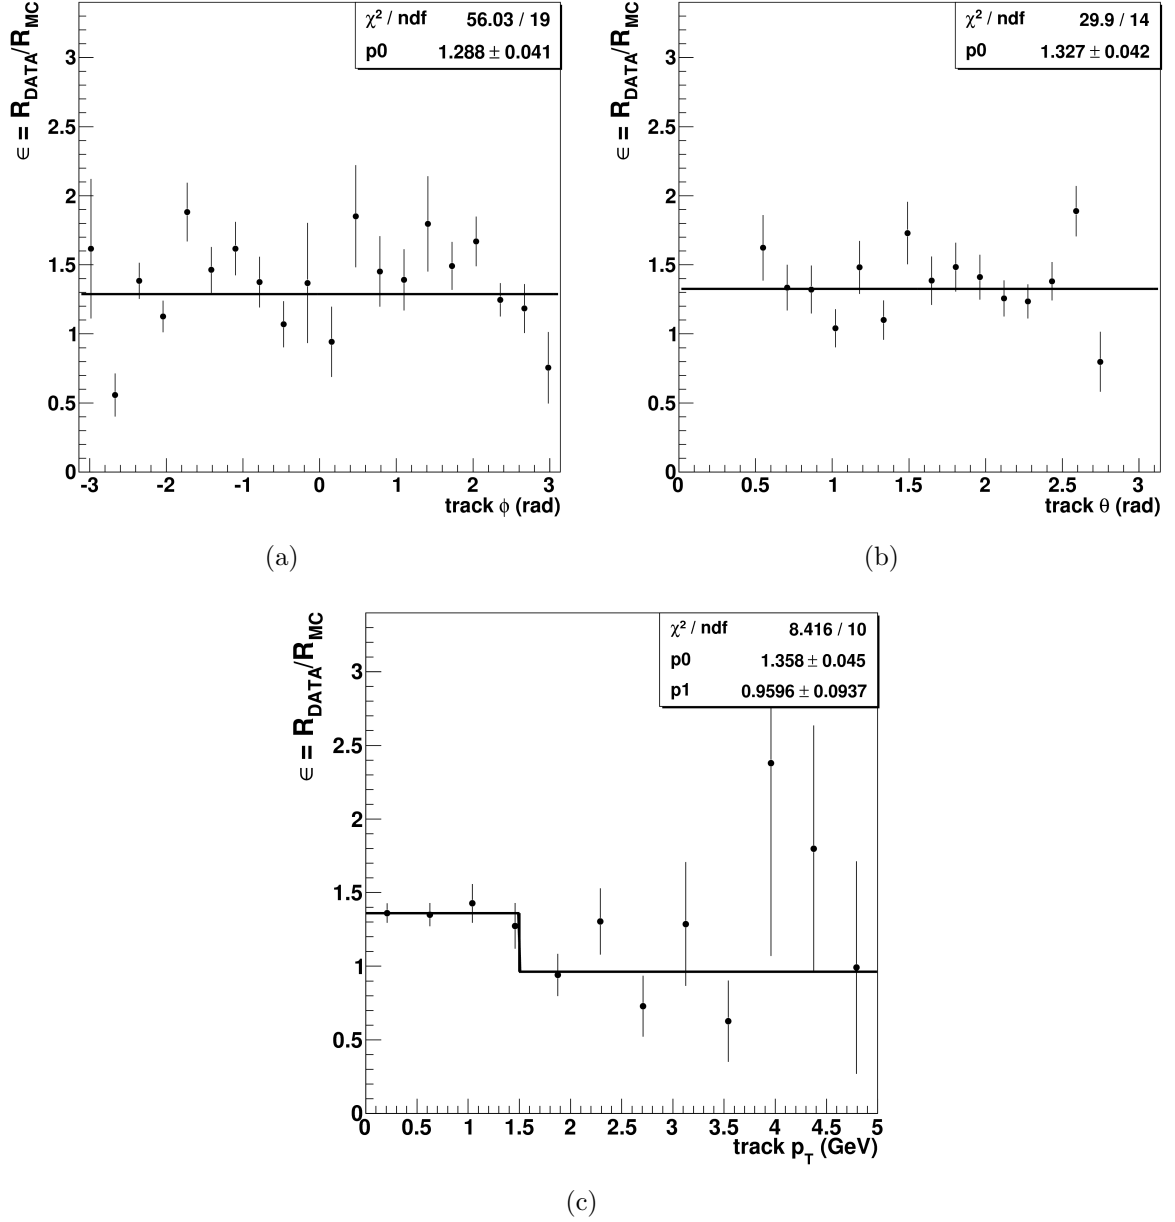 χ² / ndf 56.03 / 19
p0 1.288 ± 0.041
ϵ = R_DATA/R_MC
3
2.5
2
1.5
1
0.5
0
-3 -2 -1 0 1 2 3
track ϕ (rad)
(a)
χ² / ndf 29.9 / 14
p0 1.327 ± 0.042
ϵ = R_DATA/R_MC
3
2.5
2
1.5
1
0.5
0
0 0.5 1 1.5 2 2.5 3
track θ (rad)
(b)
χ² / ndf 8.416 / 10
p0 1.358 ± 0.045
p1 0.9596 ± 0.0937
ϵ = R_DATA/R_MC
3
2.5
2
1.5
1
0.5
0
0 0.5 1 1.5 2 2.5 3 3.5 4 4.5 5
track p_T (GeV)
(c)